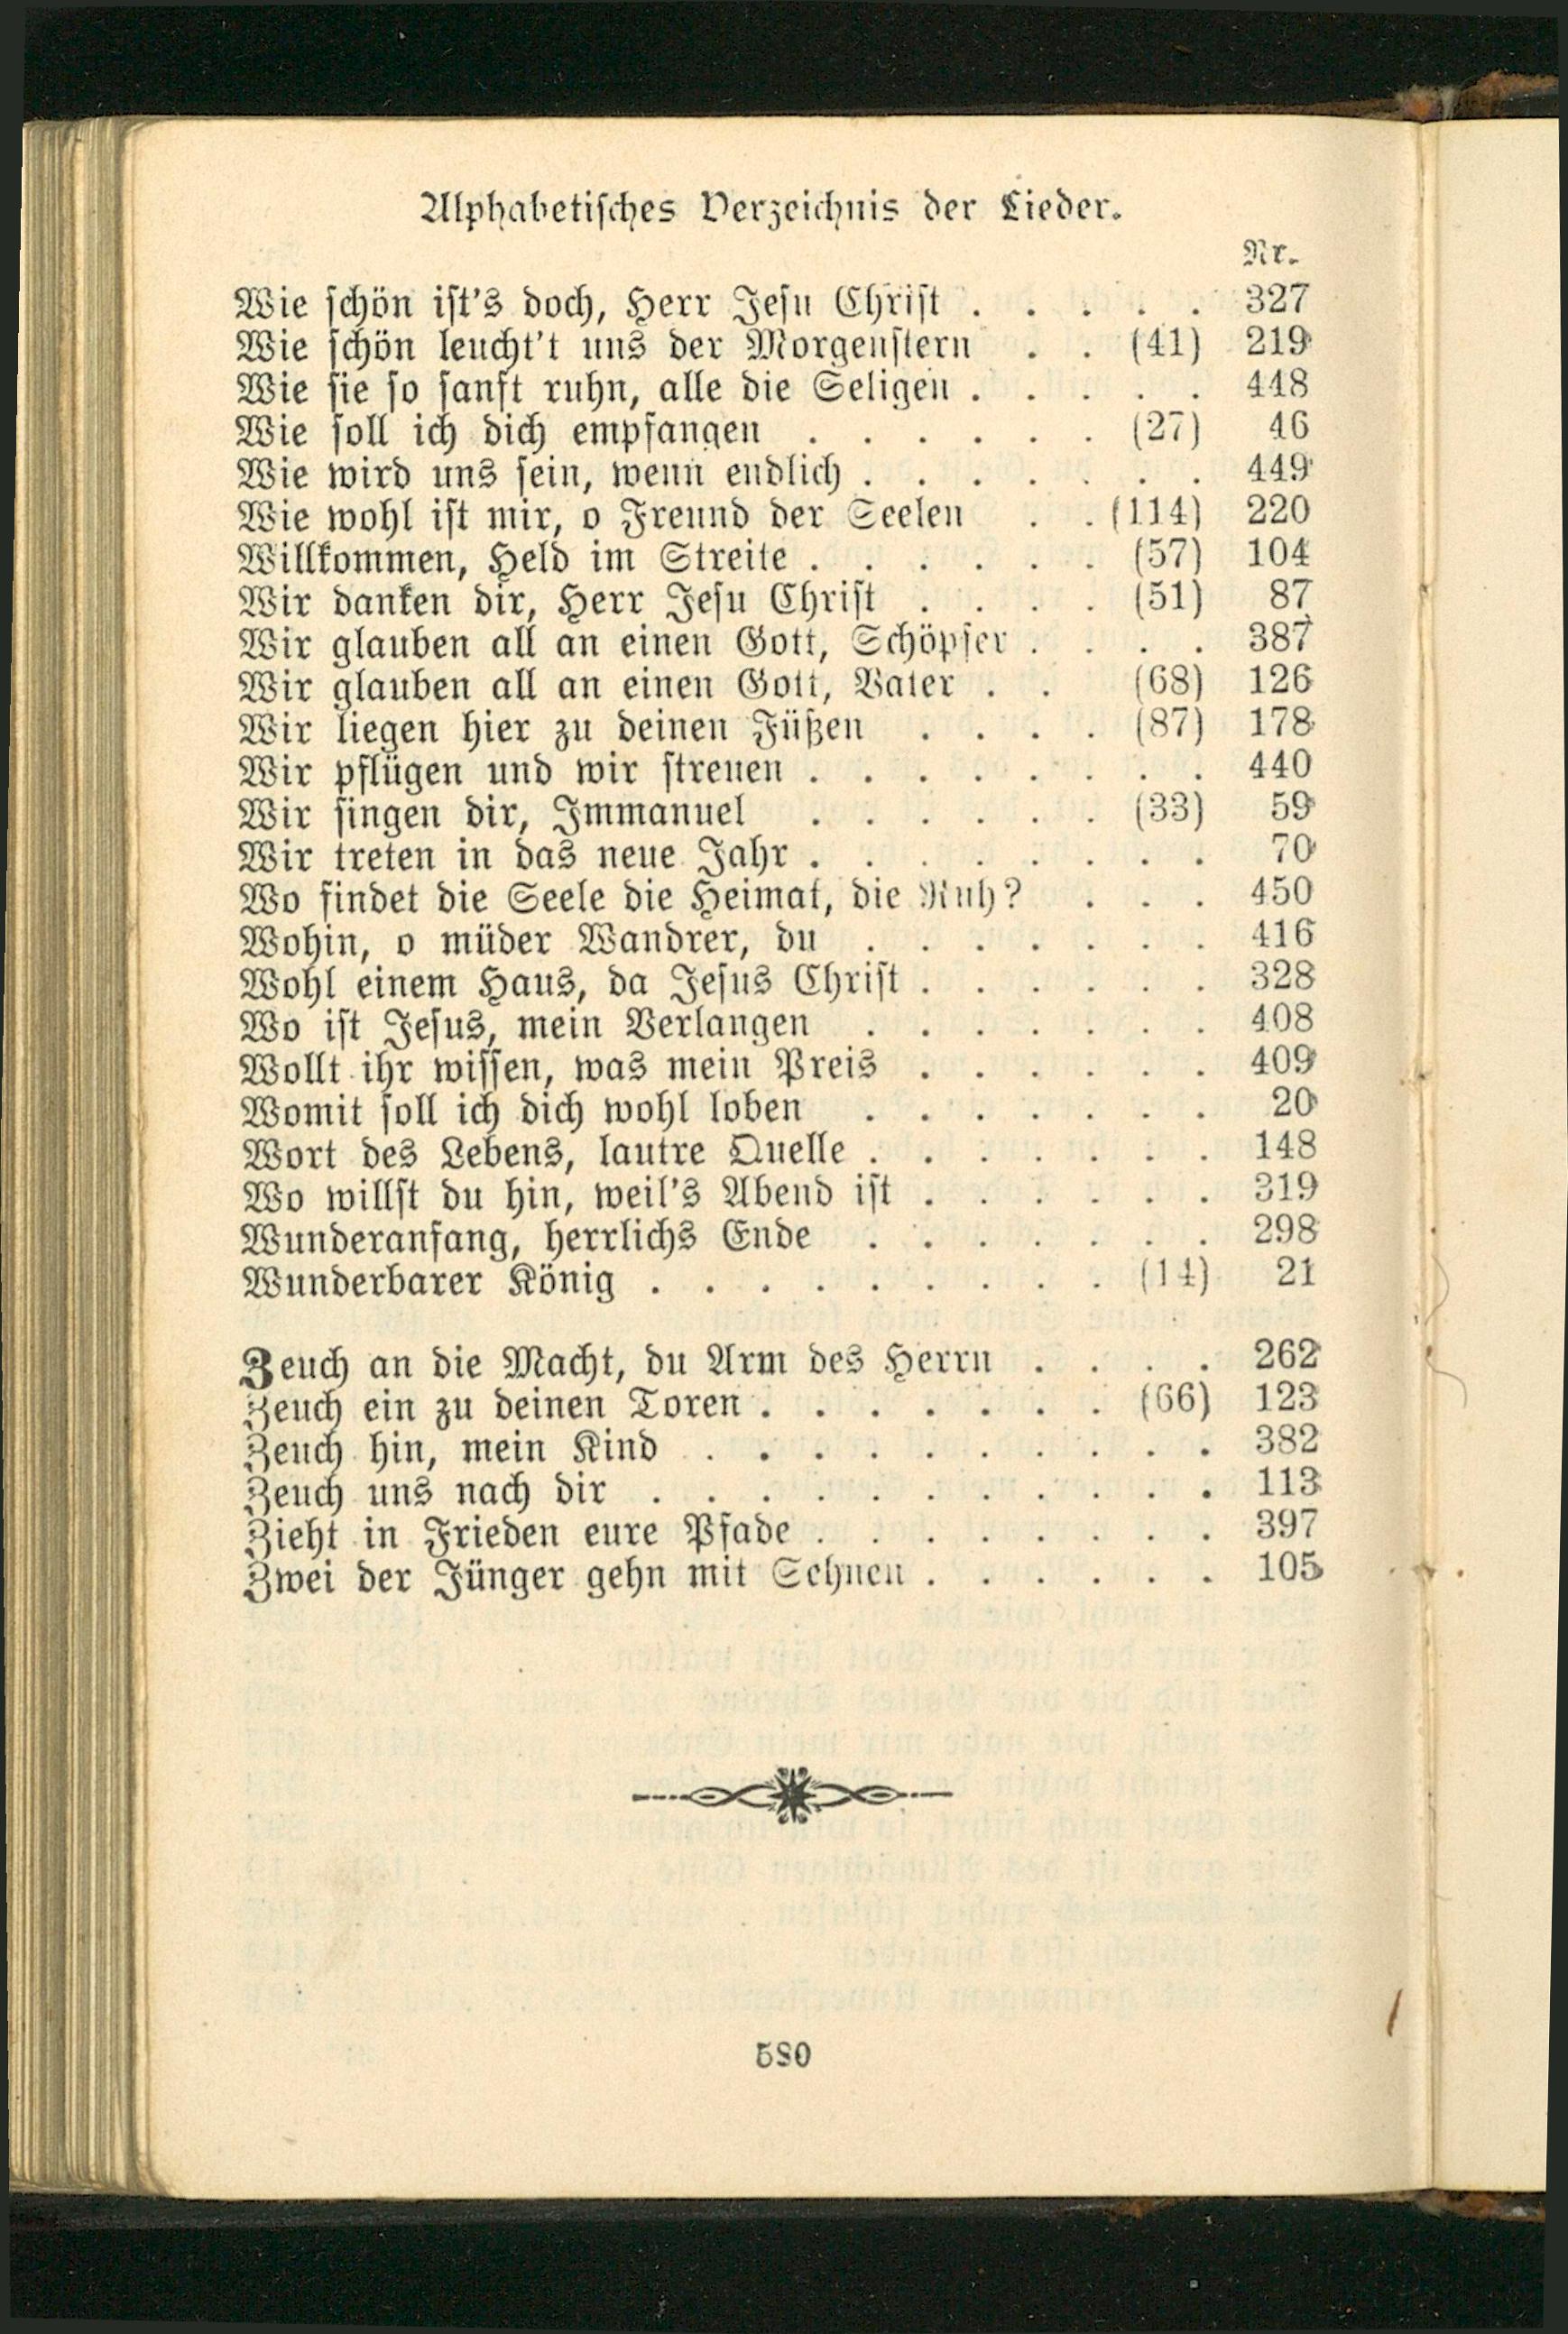 Alphabetisches Verzeichnis der Lieder.
Nr.
Wie schön ist's doch, Herr Jesu Christ . . . . . 327
Wie schön leucht't uns der Morgenstern . . (41) 219
Wie sie so sanft ruhn, alle die Seligen . . . . . 448
Wie soll ich dich empfangen . . . . . . (27) 46
Wie wird uns sein, wenn endlich . . . . . . . 449
Wie wohl ist mir, o Freund der Seelen . . (114) 220
Willkommen, Held im Streite . . . . . . (57) 104
Wir danken dir, Herr Jesu Christ . . . . (51) 87
Wir glauben all an einen Gott, Schöpfer . . . . 387
Wir glauben all an einen Gott, Vater . . (68) 126
Wir liegen hier zu deinen Füßen . . . . (87) 178
Wir pflügen und wir streuen . . . . . . . . 440
Wir singen dir, Immanuel . . . . . . (33) 59
Wir treten in das neue Jahr . . . . . . . . 70
Wo findet die Seele die Heimat, die Ruh? . . . 450
Wohin, o müder Wandrer, du . . . . . . . 416
Wohl einem Haus, da Jesus Christ . . . . . . 328
Wo ist Jesus, mein Verlangen . . . . . . . 408
Wollt ihr wissen, was mein Preis . . . . . . 409
Womit soll ich dich wohl loben . . . . . . . 20
Wort des Lebens, lautre Quelle . . . . . . . 148
Wo willst du hin, weil's Abend ist . . . . . . 319
Wunderanfang, herrlichs Ende . . . . . . . 298
Wunderbarer König . . . . . . . . . (14) 21
Zeuch an die Macht, du Arm des Herrn . . . . 262
Zeuch ein zu deinen Toren . . . . . . . (66) 123
Zeuch hin, mein Kind . . . . . . . . . . 382
Zeuch uns nach dir . . . . . . . . . . . 113
Zieht in Frieden eure Pfade . . . . . . . . 397
Zwei der Jünger gehn mit Sehnen . . . . . . 105
580